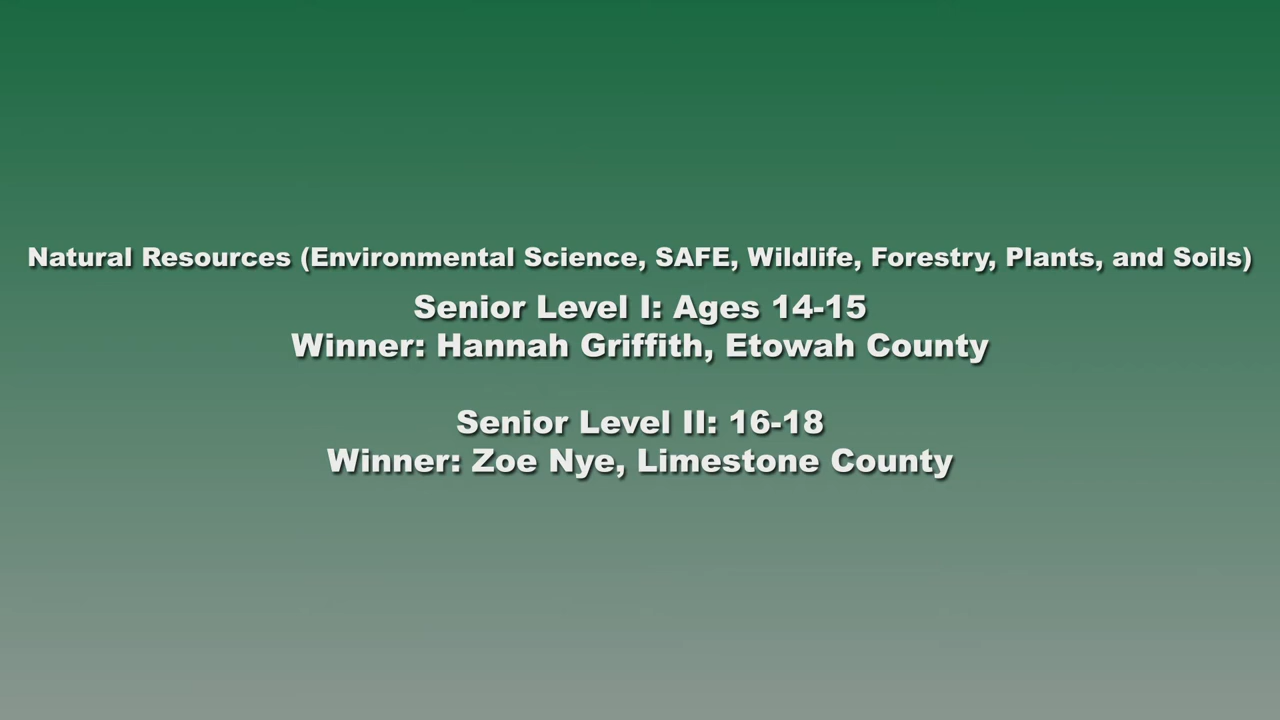 Natural Resources (Environmental Science, SAFE, Wildlife, Forestry, Plants, and Soils)
Senior Level I: Ages 14-15
Winner: Hannah Griffith, Etowah County
Senior Level II: 16-18
Winner: Zoe Nye, Limestone County